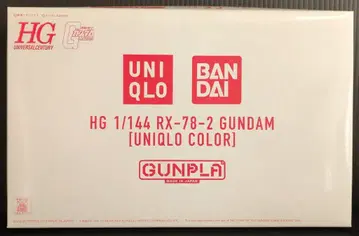 HG
UNIVERSAL CENTURY
UNI
QLO
BAN
DAI
HG 1/144 RX-78-2 GUNDAM
[UNIQLO COLOR]
GUNPLA
MADE IN JAPAN